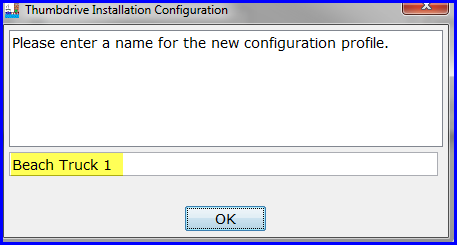 Thumbdrive Installation Configuration
Please enter a name for the new configuration profile.
Beach Truck 1
OK